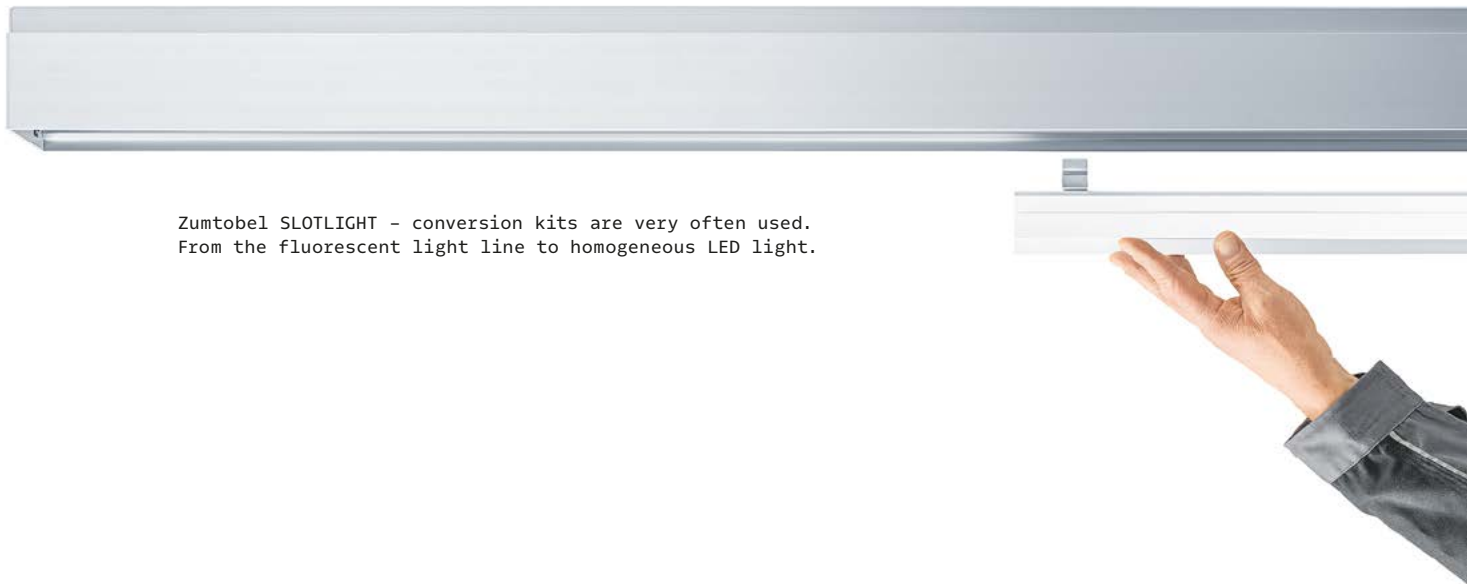 Zumtobel SLOTLIGHT – conversion kits are very often used.
From the fluorescent light line to homogeneous LED light.